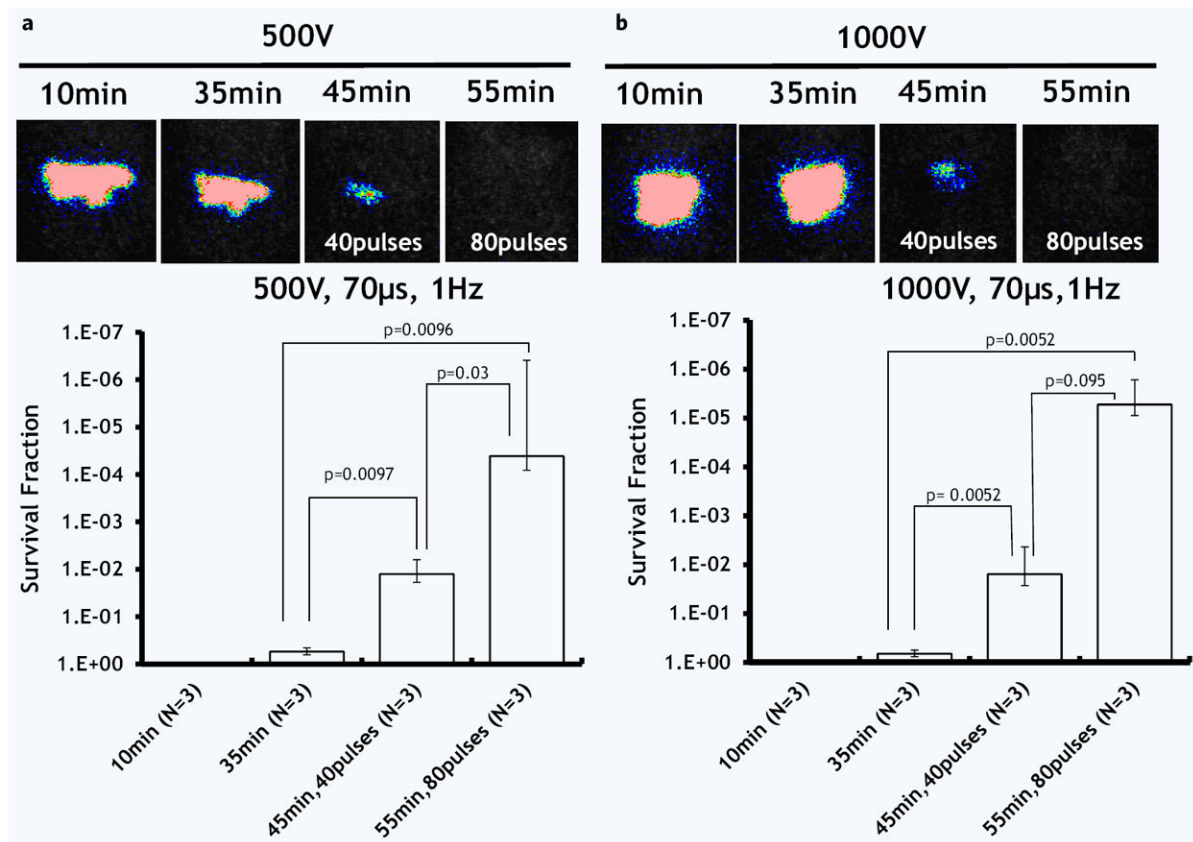 a
500V
10min 35min 45min 55min
40pulses 80pulses
500V, 70µs, 1Hz
Survival Fraction
1.E-07
1.E-06
1.E-05
1.E-04
1.E-03
1.E-02
1.E-01
1.E+00
p=0.0096
p=0.03
p=0.0097
10min (N=3)
35min (N=3)
45min,40pulses (N=3)
55min,80pulses (N=3)
b
1000V
10min 35min 45min 55min
40pulses 80pulses
1000V, 70µs,1Hz
Survival Fraction
1.E-07
1.E-06
1.E-05
1.E-04
1.E-03
1.E-02
1.E-01
1.E+00
p=0.0052
p=0.095
p= 0.0052
10min (N=3)
35min (N=3)
45min,40pulses (N=3)
55min,80pulses (N=3)